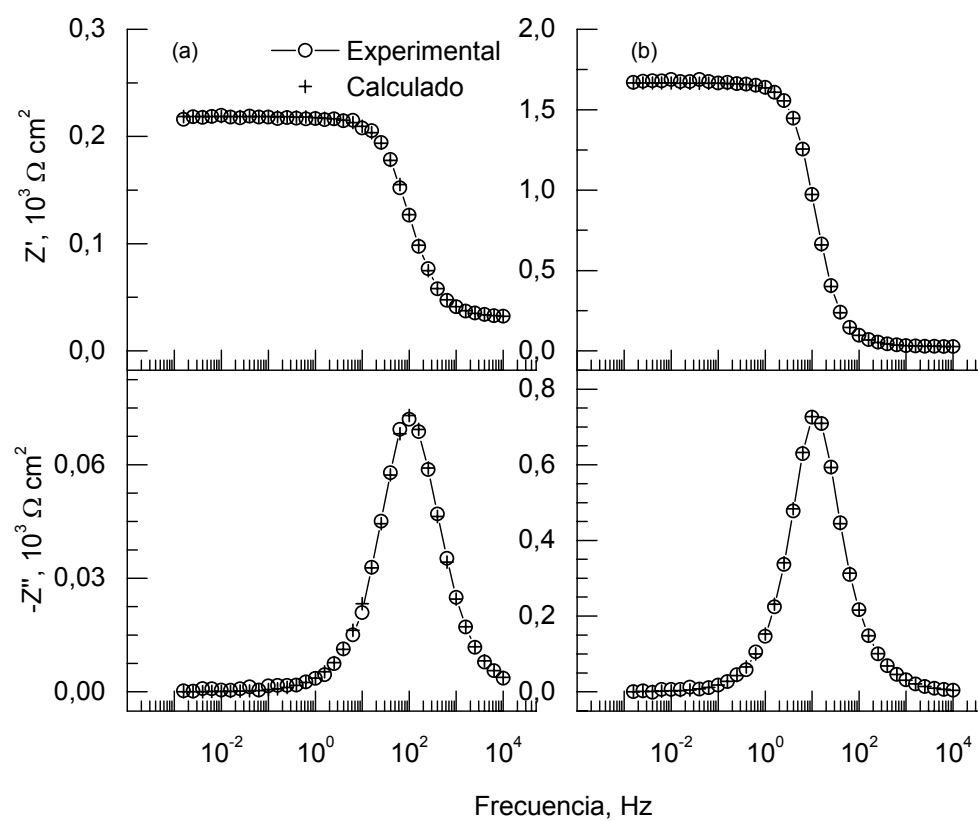 0,3
(a)
Experimental
Calculado
0,2
0,1
0,0
Z', 10³ Ω cm²
2,0
(b)
1,5
1,0
0,5
0,0
0,06
0,03
0,00
-Z", 10³ Ω cm²
0,8
0,6
0,4
0,2
0,0
10⁻² 10⁰ 10² 10⁴
10⁻² 10⁰ 10² 10⁴
Frecuencia, Hz